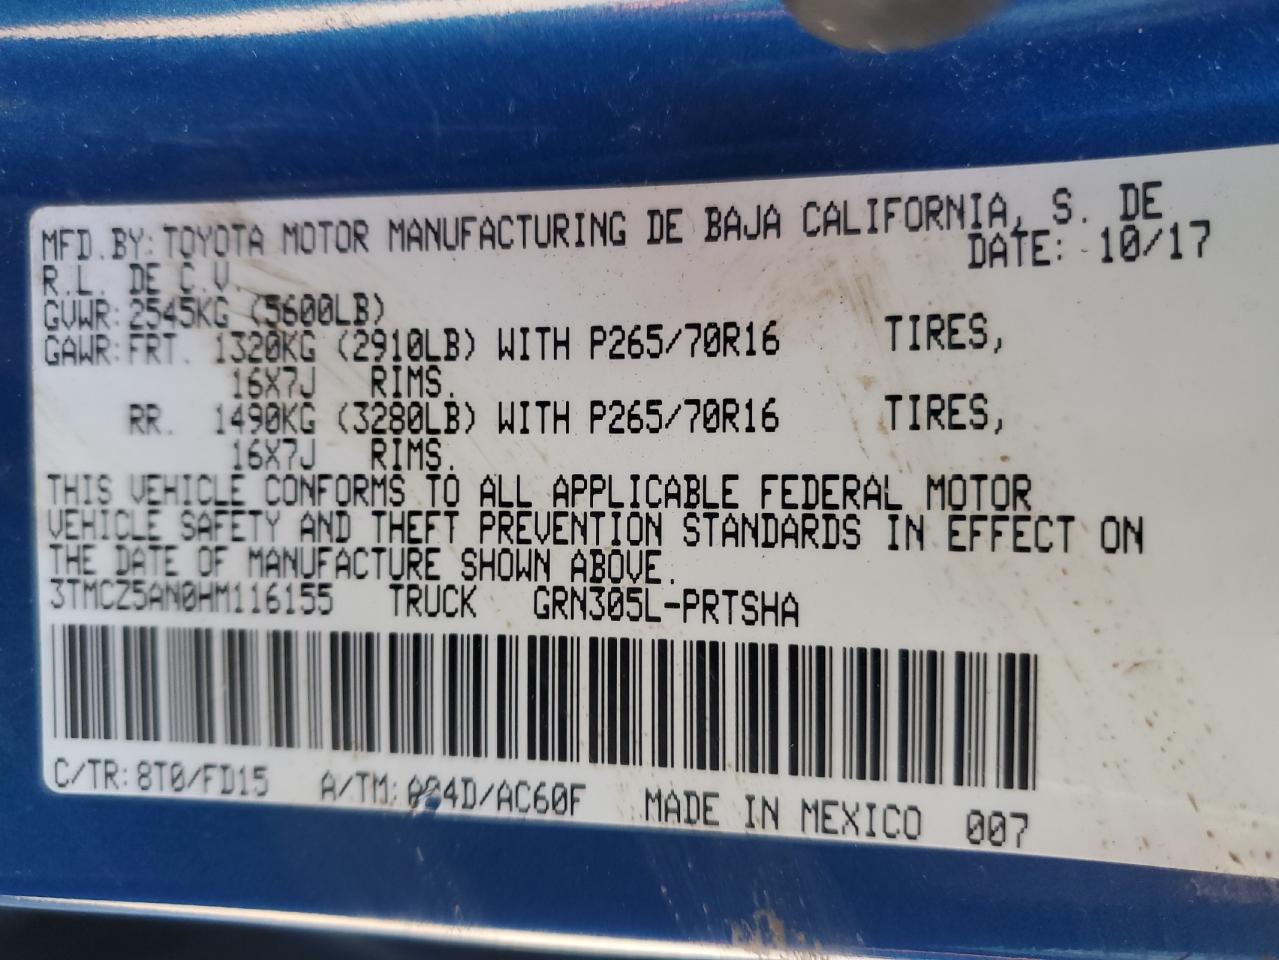 MFD.BY: TOYOTA MOTOR MANUFACTURING DE BAJA CALIFORNIA, S. DE
R.L. DE C.V. DATE: 10/17
GVWR: 2545KG (5600LB)
GAWR: FRT. 1320KG (2910LB) WITH P265/70R16 TIRES,
16X7J RIMS.
RR. 1490KG (3280LB) WITH P265/70R16 TIRES,
16X7J RIMS.
THIS VEHICLE CONFORMS TO ALL APPLICABLE FEDERAL MOTOR
VEHICLE SAFETY AND THEFT PREVENTION STANDARDS IN EFFECT ON
THE DATE OF MANUFACTURE SHOWN ABOVE.
3TMCZ5AN0HM116155 TRUCK GRN305L-PRTSHA
C/TR: 8T0/FD15 A/TM: A04D/AC60F MADE IN MEXICO 007